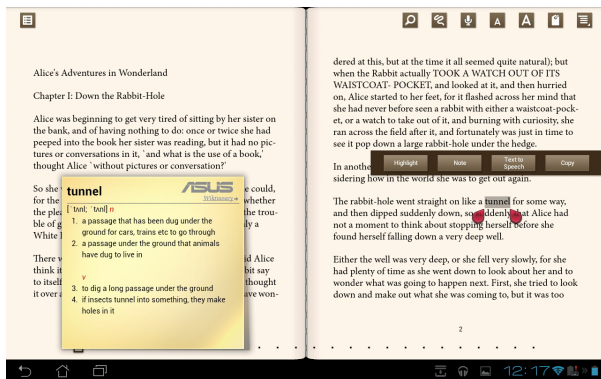 Alice's Adventures in Wonderland
Chapter I: Down the Rabbit-Hole
Alice was beginning to get very tired of sitting by her sister on
the bank, and of having nothing to do: once or twice she had
peeped into the book her sister was reading, but it had no pic-
tures or conversations in it, `and what is the use of a book,'
thought Alice `without pictures or conversation?'
So she
could,
for the
whether
the plea
the trou-
ble of g
ly a
White
There w
id Alice
think it
bit say
to itself
thought
it over a
ave won-
tunnel
ASUS
Wiktionary
[ˈtʌnl; ˈtʌnl] n
1. a passage that has been dug under the
ground for cars, trains etc to go through
2. a passage under the ground that animals
have dug to live in
v
3. to dig a long passage under the ground
4. if insects tunnel into something, they make
holes in it
A A
dered at this, but at the time it all seemed quite natural); but
when the Rabbit actually TOOK A WATCH OUT OF ITS
WAISTCOAT- POCKET, and looked at it, and then hurried
on, Alice started to her feet, for it flashed across her mind that
she had never before seen a rabbit with either a waistcoat-pock-
et, or a watch to take out of it, and burning with curiosity, she
ran across the field after it, and fortunately was just in time to
see it pop down a large rabbit-hole under the hedge.
In anothe
Highlight
Note
Text to
Speech
Copy
sidering how in the world she was to get out again.
The rabbit-hole went straight on like a tunnel for some way,
and then dipped suddenly down, so suddenly that Alice had
not a moment to think about stopping herself before she
found herself falling down a very deep well.
Either the well was very deep, or she fell very slowly, for she
had plenty of time as she went down to look about her and to
wonder what was going to happen next. First, she tried to look
down and make out what she was coming to, but it was too
2
12:17